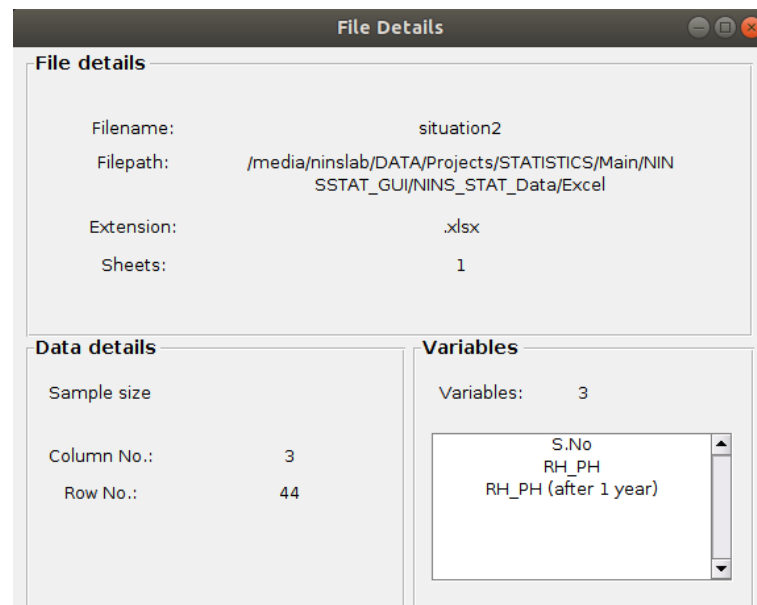 File Details
File details
Filename: situation2
Filepath: /media/ninslab/DATA/Projects/STATISTICS/Main/NIN
SSTAT_GUI/NINS_STAT_Data/Excel
Extension: .xlsx
Sheets: 1
Data details
Sample size
Column No.: 3
Row No.: 44
Variables
Variables: 3
S.No
RH_PH
RH_PH (after 1 year)